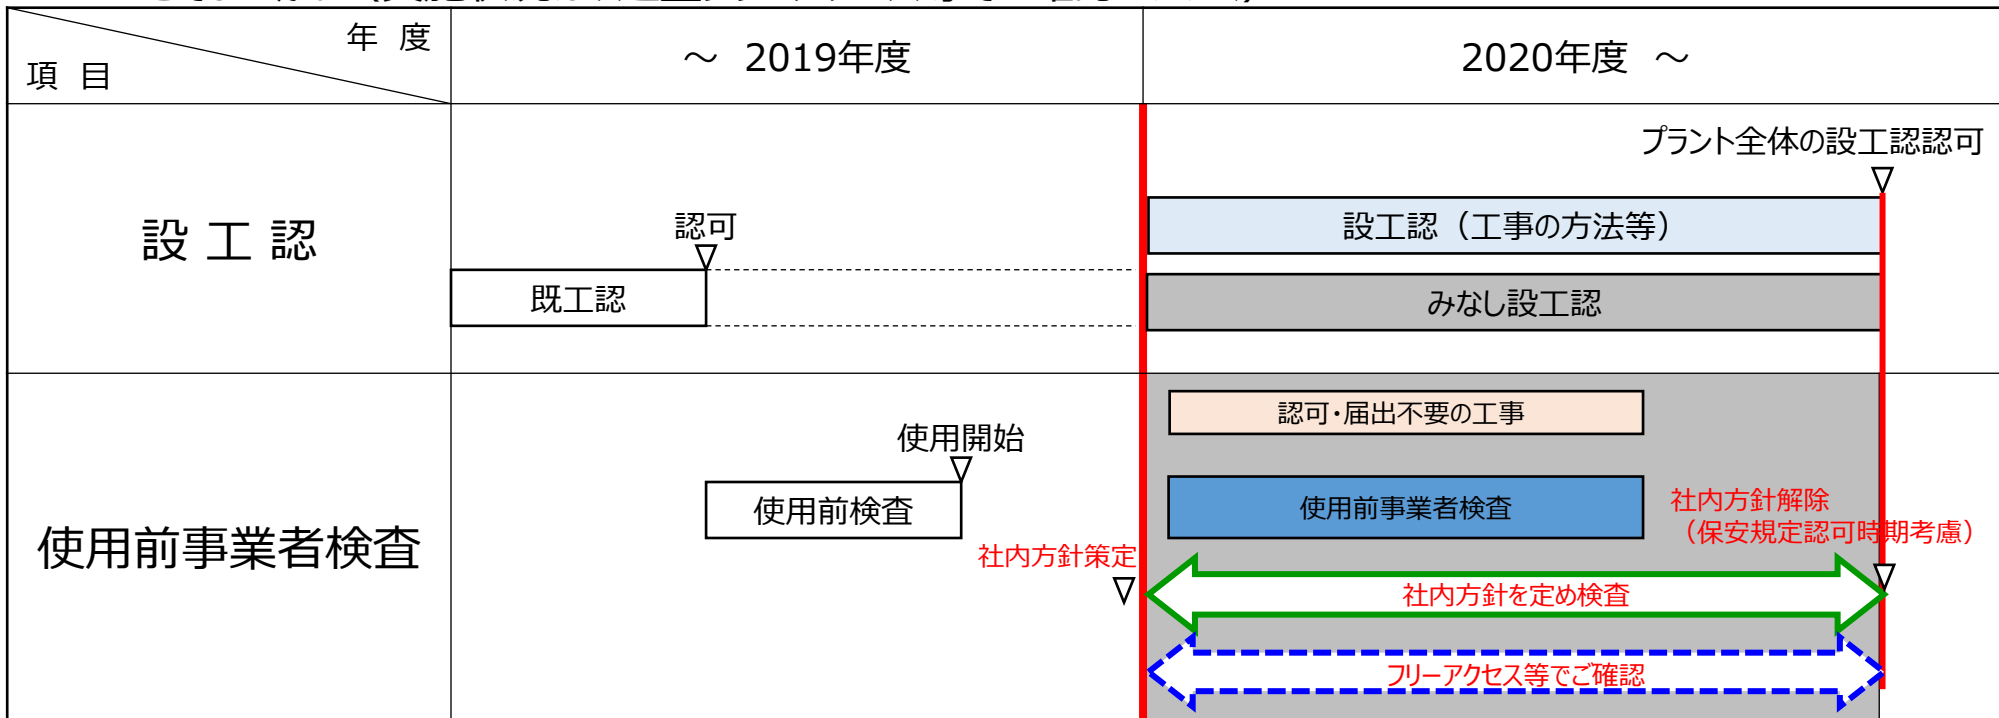 年 度
項 目
～ 2019年度
2020年度 ～
設 工 認
認可
既工認
プラント全体の設工認認可
設工認（工事の方法等）
みなし設工認
使用前事業者検査
使用開始
使用前検査
社内方針策定
認可・届出不要の工事
使用前事業者検査
社内方針解除
（保安規定認可時期考慮）
社内方針を定め検査
フリーアクセス等でご確認